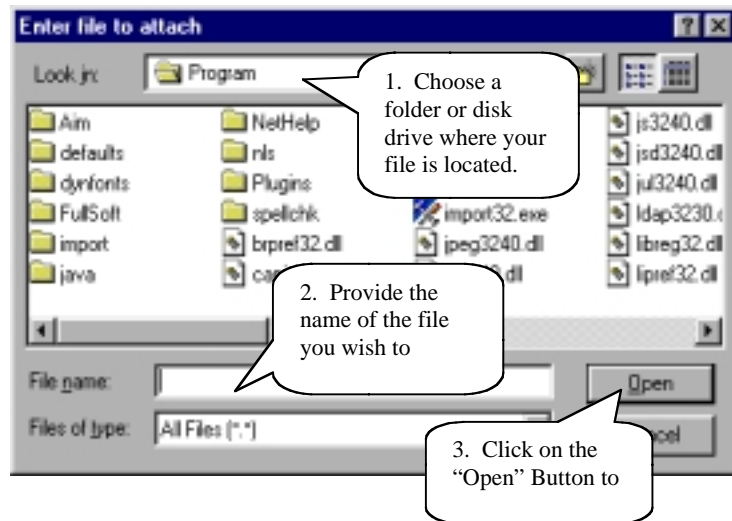 Enter file to attach
Look in: Program
1. Choose a
folder or disk
drive where your
file is located.
Aim
defaults
dynfonts
FullSoft
import
java
NetHelp
nls
Plugins
spellchk
brpref32.dll
import32.exe
jpeg3240.dll
.dll
js3240.dll
jsd3240.dll
jul3240.dll
ldap3230.
libreg32.dll
lipref32.dll
2. Provide the
name of the file
you wish to
File name:
Open
Files of type: All Files (*.*)
3. Click on the
“Open” Button to